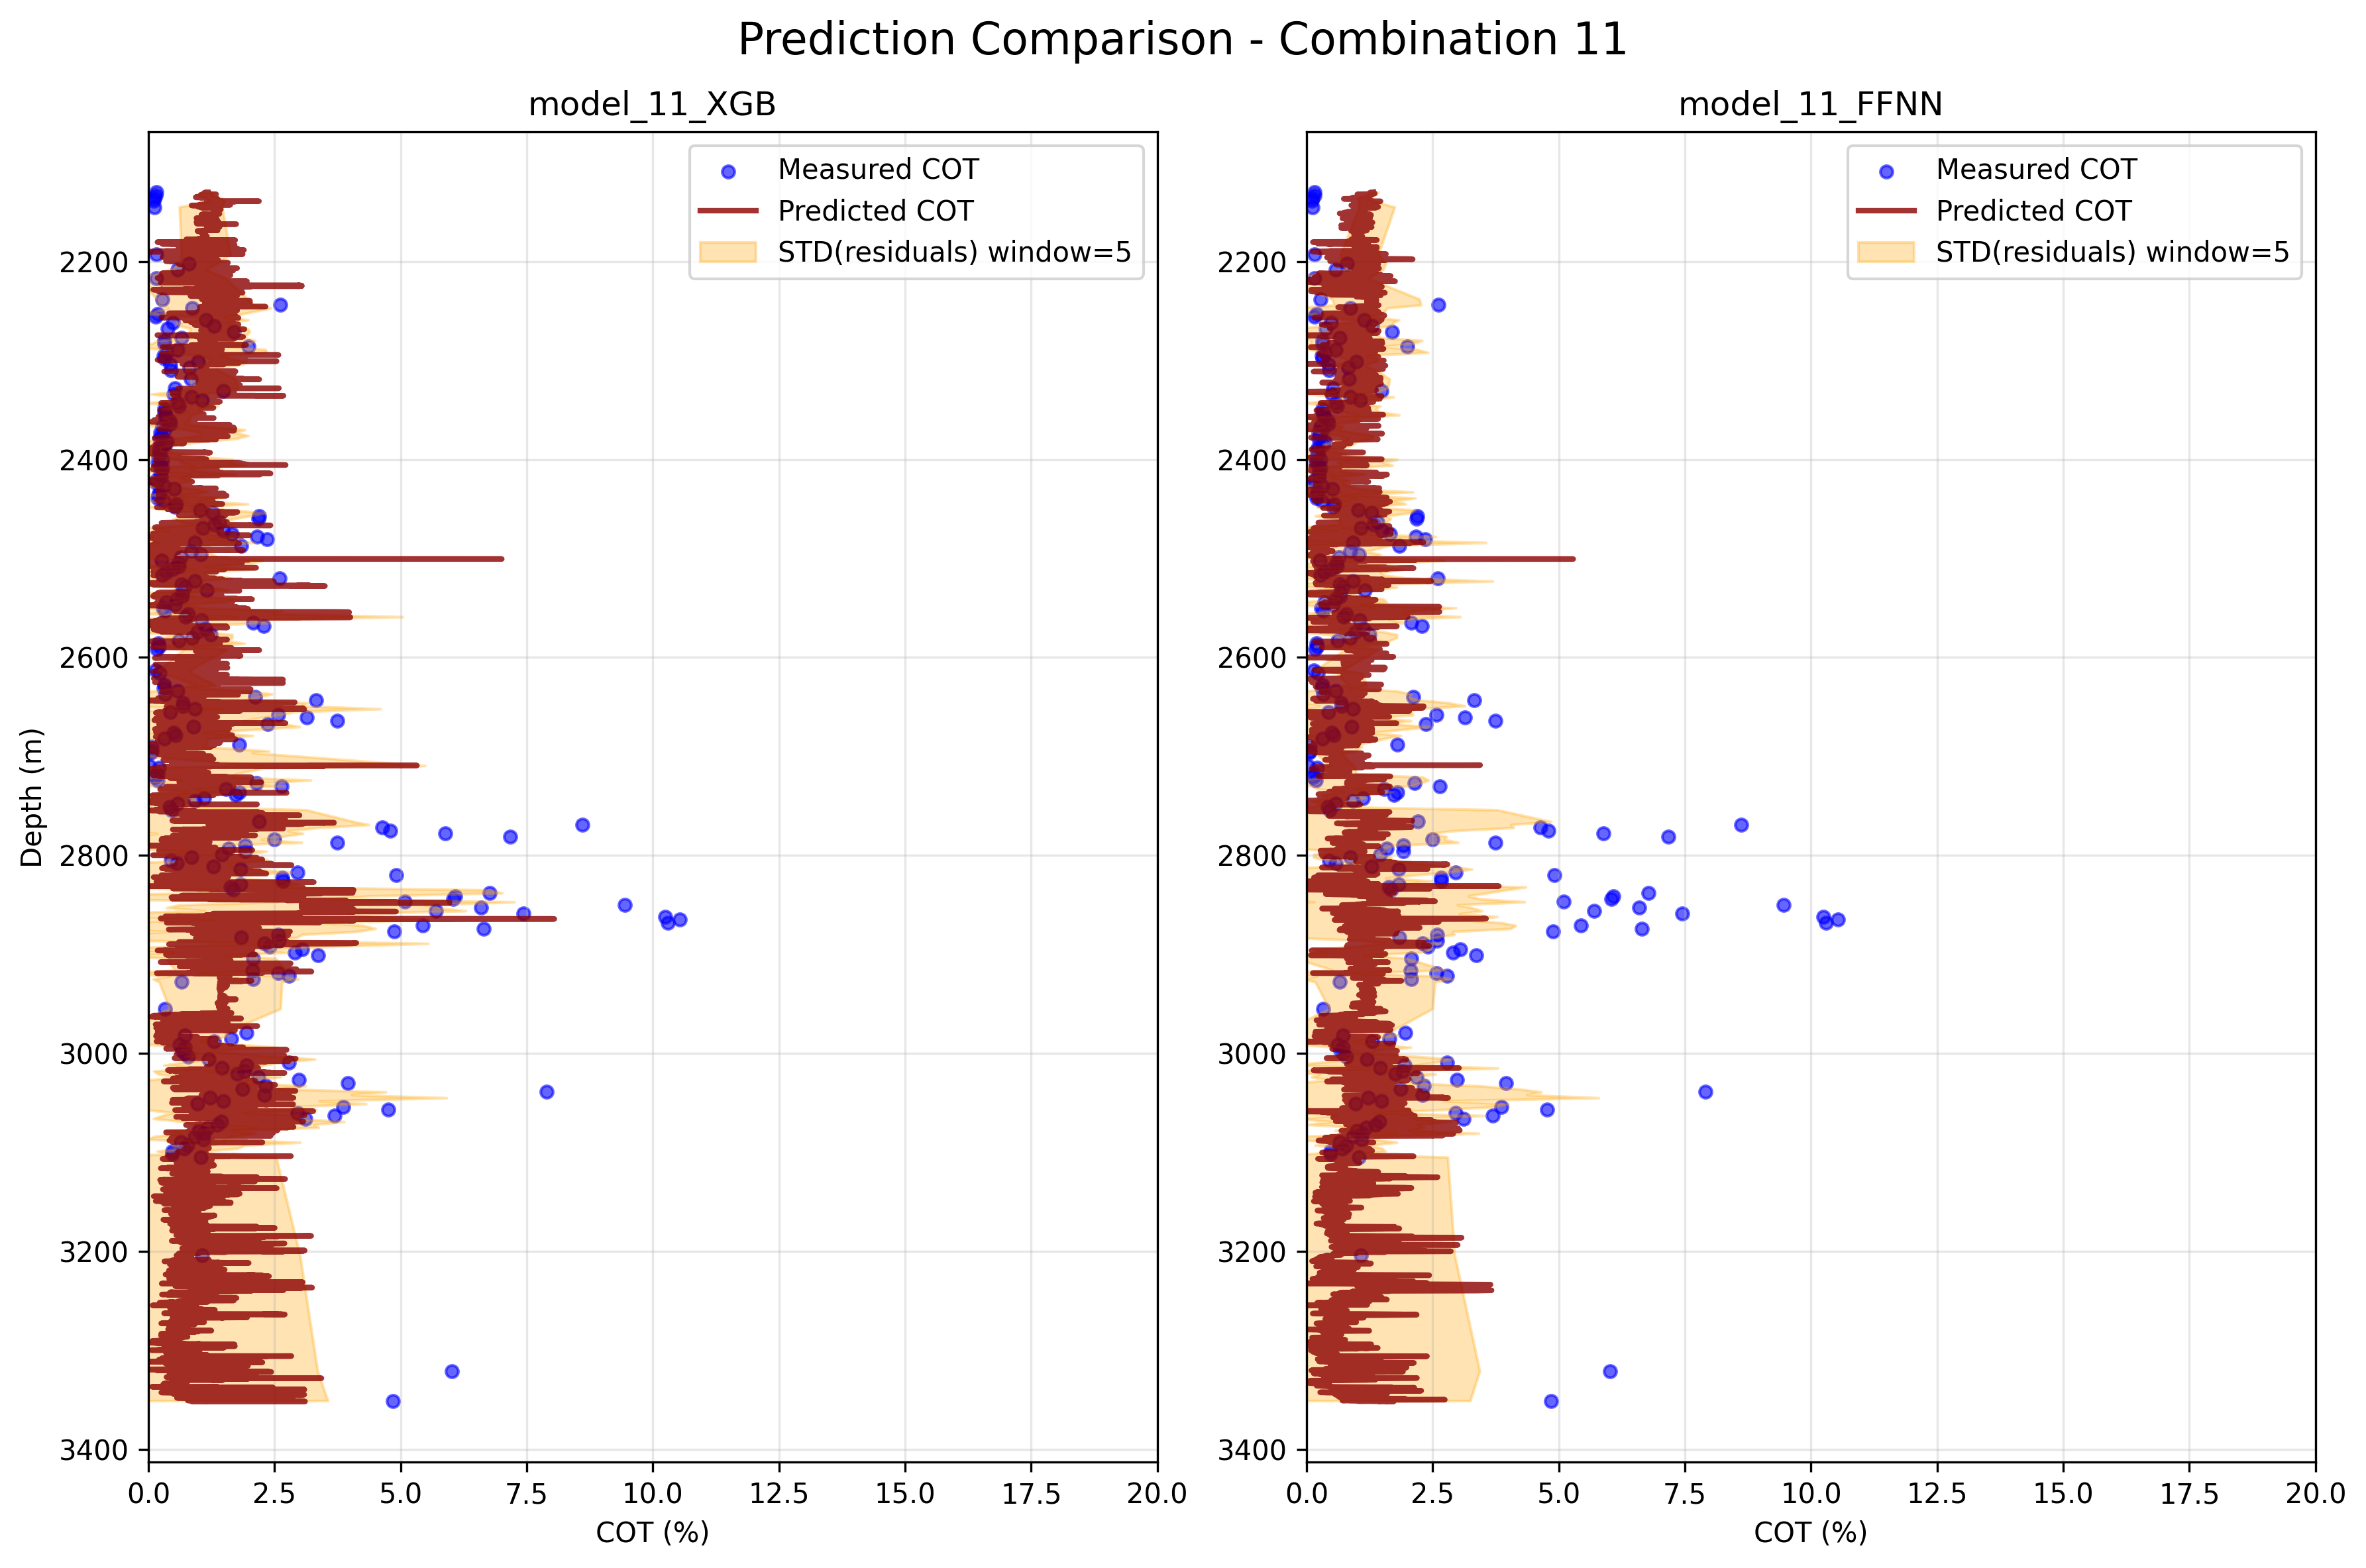 Prediction Comparison - Combination 11
model_11_XGB
Measured COT
Predicted COT
STD(residuals) window=5
Depth (m)
2200
2400
2600
2800
3000
3200
3400
0.0 2.5 5.0 7.5 10.0 12.5 15.0 17.5 20.0
COT (%)
model_11_FFNN
Measured COT
Predicted COT
STD(residuals) window=5
2200
2400
2600
2800
3000
3200
3400
0.0 2.5 5.0 7.5 10.0 12.5 15.0 17.5 20.0
COT (%)